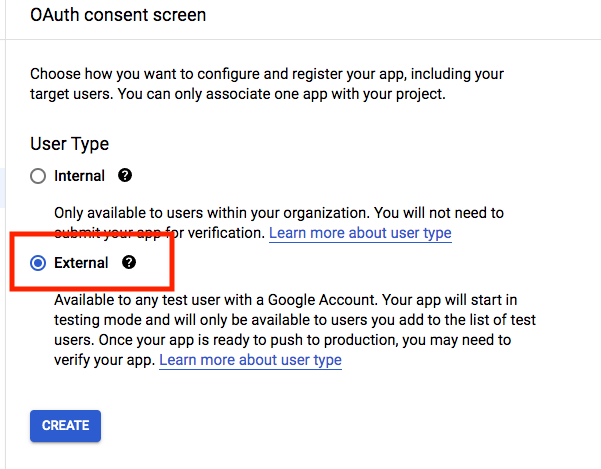 OAuth consent screen
Choose how you want to configure and register your app, including your
target users. You can only associate one app with your project.
User Type
Internal
Only available to users within your organization. You will not need to
submit your app for verification. Learn more about user type
External
Available to any test user with a Google Account. Your app will start in
testing mode and will only be available to users you add to the list of test
users. Once your app is ready to push to production, you may need to
verify your app. Learn more about user type
CREATE